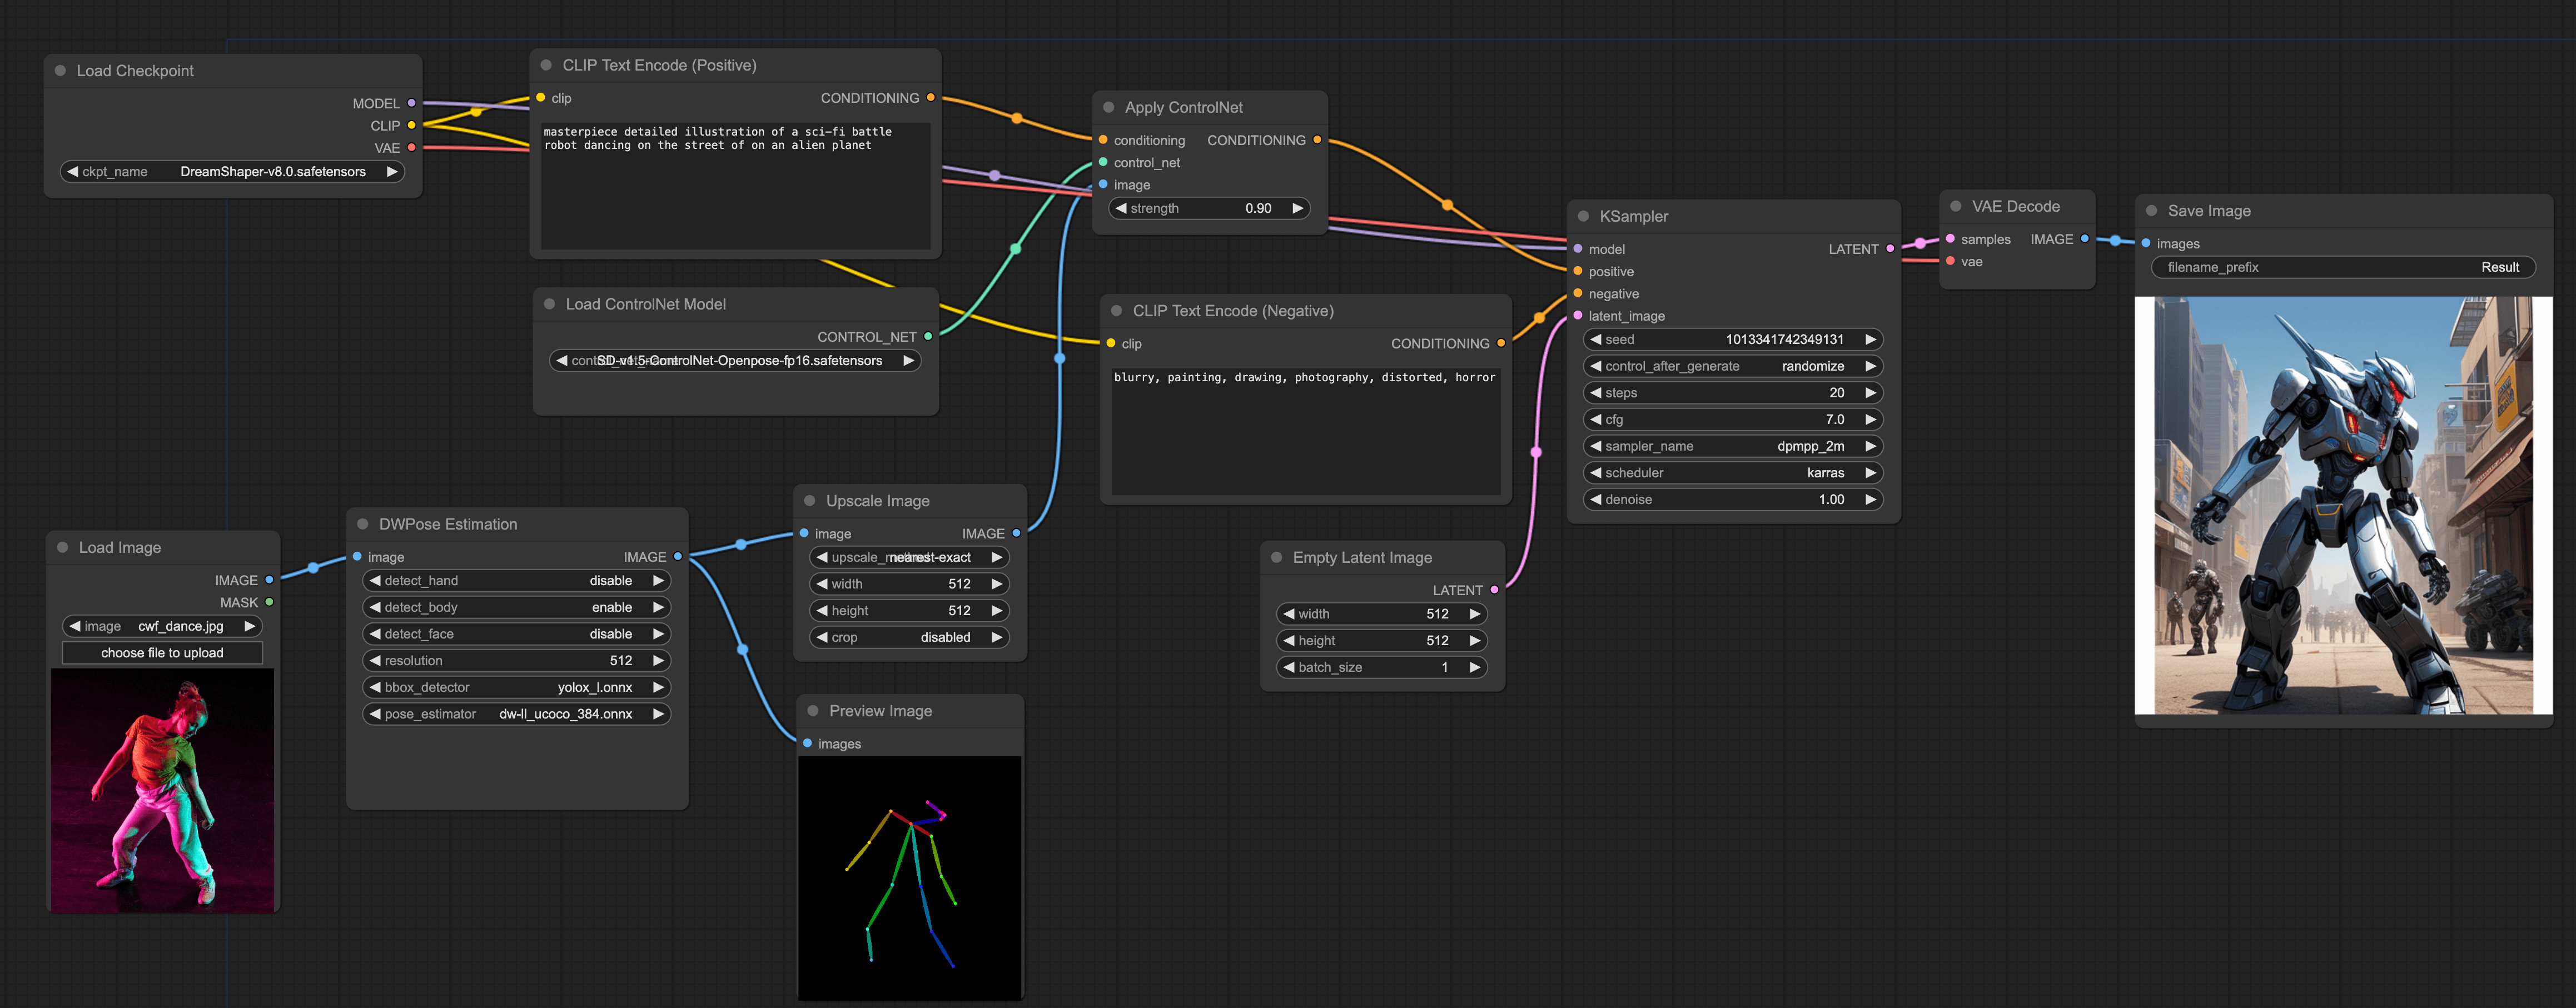 Load Checkpoint
MODEL
CLIP
VAE
ckpt_name DreamShaper-v8.0.safetensors
CLIP Text Encode (Positive)
clip CONDITIONING
masterpiece detailed illustration of a sci-fi battle
robot dancing on the street of on an alien planet
Load ControlNet Model
CONTROL_NET
SD-v1.5-ControlNet-Openpose-fp16.safetensors
Apply ControlNet
conditioning CONDITIONING
control_net
image
strength 0.90
CLIP Text Encode (Negative)
clip CONDITIONING
blurry, painting, drawing, photography, distorted, horror
KSampler
model LATENT
positive
negative
latent_image
seed 1013341742349131
control_after_generate randomize
steps 20
cfg 7.0
sampler_name dpmpp_2m
scheduler karras
denoise 1.00
VAE Decode
samples IMAGE
vae
Save Image
images
filename_prefix Result
Load Image
IMAGE
MASK
image cwf_dance.jpg
choose file to upload
DWPose Estimation
image IMAGE
detect_hand disable
detect_body enable
detect_face disable
resolution 512
bbox_detector yolox_l.onnx
pose_estimator dw-ll_ucoco_384.onnx
Upscale Image
image IMAGE
nearest-exact
width 512
height 512
crop disabled
Preview Image
images
Empty Latent Image
LATENT
width 512
height 512
batch_size 1